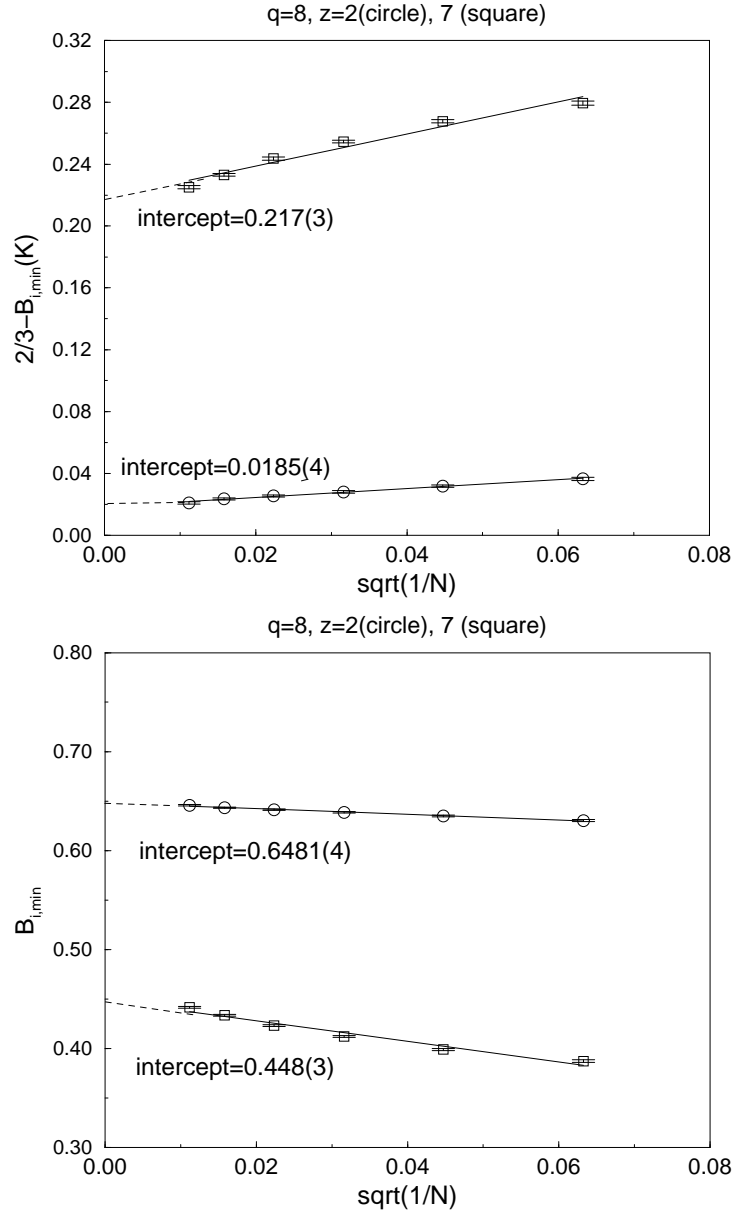 q=8, z=2(circle), 7 (square)
0.32
0.28
0.24
0.20
0.16
0.12
0.08
0.04
0.00
2/3−B_{i,min}(K)
intercept=0.217(3)
intercept=0.0185(4)
0.00 0.02 0.04 0.06 0.08
sqrt(1/N)
q=8, z=2(circle), 7 (square)
0.80
0.70
0.60
0.50
0.40
0.30
B_{i,min}
intercept=0.6481(4)
intercept=0.448(3)
0.00 0.02 0.04 0.06 0.08
sqrt(1/N)